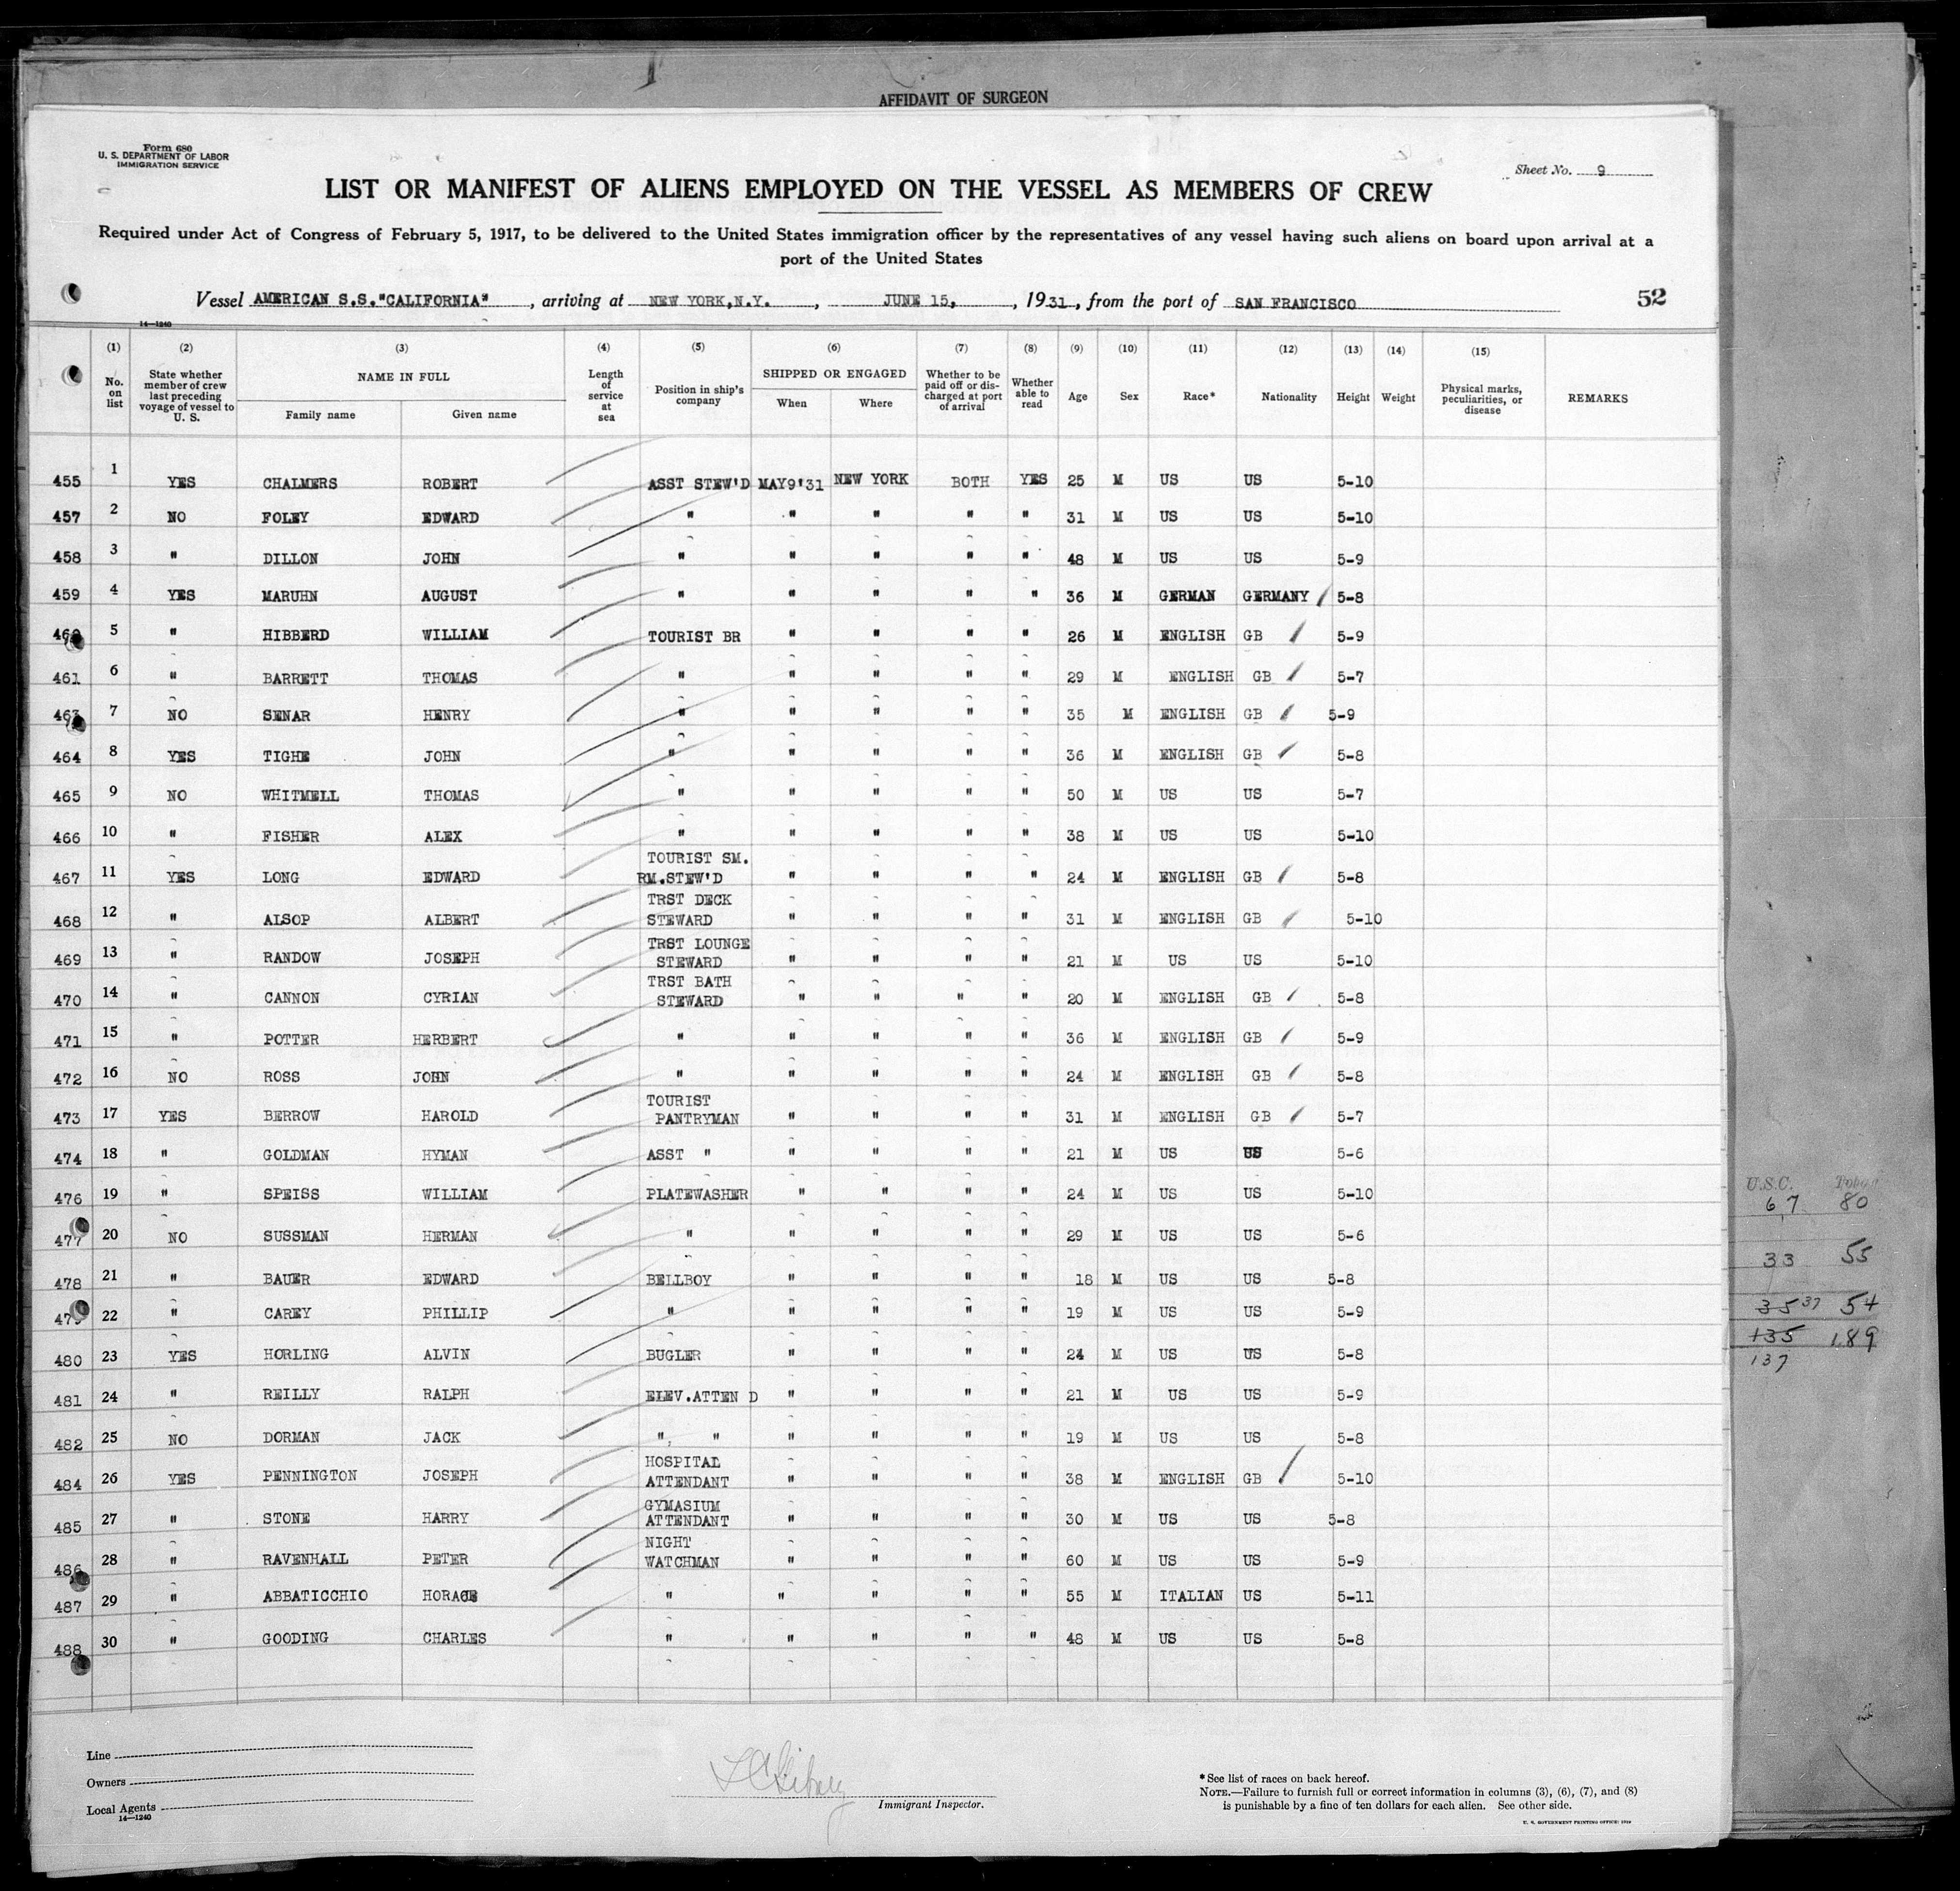 AFFIDAVIT OF SURGEON
Form 680
U. S. DEPARTMENT OF LABOR
IMMIGRATION SERVICE
Sheet No. 9
LIST OR MANIFEST OF ALIENS EMPLOYED ON THE VESSEL AS MEMBERS OF CREW
Required under Act of Congress of February 5, 1917, to be delivered to the United States immigration officer by the representatives of any vessel having such aliens on board upon arrival at a
port of the United States
Vessel AMERICAN S.S."CALIFORNIA", arriving at NEW YORK,N.Y., JUNE 15, 1931, from the port of SAN FRANCISCO 52
14—1240
(1) (2) (3) (4) (5) (6) (7) (8) (9) (10) (11) (12) (13) (14) (15)
No. on list State whether member of crew last preceding voyage of vessel to U. S. NAME IN FULL Family name Given name Length of service at sea Position in ship's company SHIPPED OR ENGAGED When Where Whether to be paid off or discharged at port of arrival Whether able to read Age Sex Race* Nationality Height Weight Physical marks, peculiarities, or disease REMARKS
455 1 YES CHALMERS ROBERT ASST STEW'D MAY9'31 NEW YORK BOTH YES 25 M US US 5-10
457 2 NO FOLEY EDWARD " " " " " 31 M US US 5-10
458 3 " DILLON JOHN " " " " " 48 M US US 5-9
459 4 YES MARUHN AUGUST " " " " " 36 M GERMAN GERMANY 5-8
460 5 " HIBBERD WILLIAM TOURIST BR " " " " 26 M ENGLISH GB 5-9
461 6 " BARRETT THOMAS " " " " " 29 M ENGLISH GB 5-7
463 7 NO SENAR HENRY " " " " " 35 M ENGLISH GB 5-9
464 8 YES TIGHE JOHN " " " " " 36 M ENGLISH GB 5-8
465 9 NO WHITMELL THOMAS " " " " " 50 M US US 5-7
466 10 " FISHER ALEX " " " " " 38 M US US 5-10
467 11 YES LONG EDWARD TOURIST SM. RM.STEW'D " " " " 24 M ENGLISH GB 5-8
468 12 " ALSOP ALBERT TRST DECK STEWARD " " " " 31 M ENGLISH GB 5-10
469 13 " RANDOW JOSEPH TRST LOUNGE STEWARD " " " " 21 M US US 5-10
470 14 " CANNON CYRIAN TRST BATH STEWARD " " " " 20 M ENGLISH GB 5-8
471 15 " POTTER HERBERT " " " " " 36 M ENGLISH GB 5-9
472 16 NO ROSS JOHN " " " " " 24 M ENGLISH GB 5-8
473 17 YES BERROW HAROLD TOURIST PANTRYMAN " " " " 31 M ENGLISH GB 5-7
474 18 " GOLDMAN HYMAN ASST " " " " " 21 M US US 5-6
476 19 " SPEISS WILLIAM PLATEWASHER " " " " 24 M US US 5-10
477 20 NO SUSSMAN HERMAN " " " " " 29 M US US 5-6
478 21 " BAUER EDWARD BELLBOY " " " " 18 M US US 5-8
479 22 " CAREY PHILLIP " " " " " 19 M US US 5-9
480 23 YES HORLING ALVIN BUGLER " " " " 24 M US US 5-8
481 24 " REILLY RALPH ELEV.ATTEN D " " " " 21 M US US 5-9
482 25 NO DORMAN JACK ", " " " " " 19 M US US 5-8
484 26 YES PENNINGTON JOSEPH HOSPITAL ATTENDANT " " " " 38 M ENGLISH GB 5-10
485 27 " STONE HARRY GYMASIUM ATTENDANT " " " " 30 M US US 5-8
486 28 " RAVENHALL PETER NIGHT WATCHMAN " " " " 60 M US US 5-9
487 29 " ABBATICCHIO HORACE " " " " " 55 M ITALIAN US 5-11
488 30 " GOODING CHARLES " " " " " 48 M US US 5-8
U.S.C.
67 80
33 55
35 37 54
135 189
137
Line
Owners
Local Agents
14—1240
Immigrant Inspector.
*See list of races on back hereof.
NOTE.—Failure to furnish full or correct information in columns (3), (6), (7), and (8)
is punishable by a fine of ten dollars for each alien. See other side.
U. S. GOVERNMENT PRINTING OFFICE: 1929